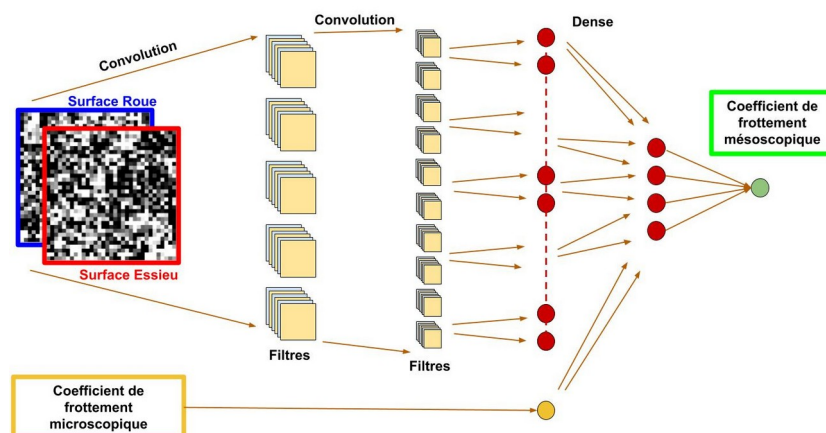 Convolution
Convolution
Dense
Surface Roue
Surface Essieu
Coefficient de
frottement
mésoscopique
Filtres
Filtres
Coefficient de
frottement
microscopique